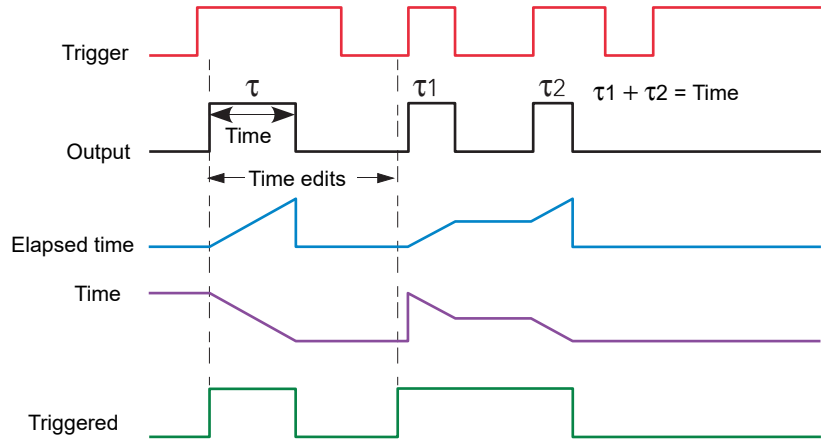 Trigger
τ
τ1
τ2
τ1 + τ2 = Time
Time
Output
Time edits
Elapsed time
Time
Triggered